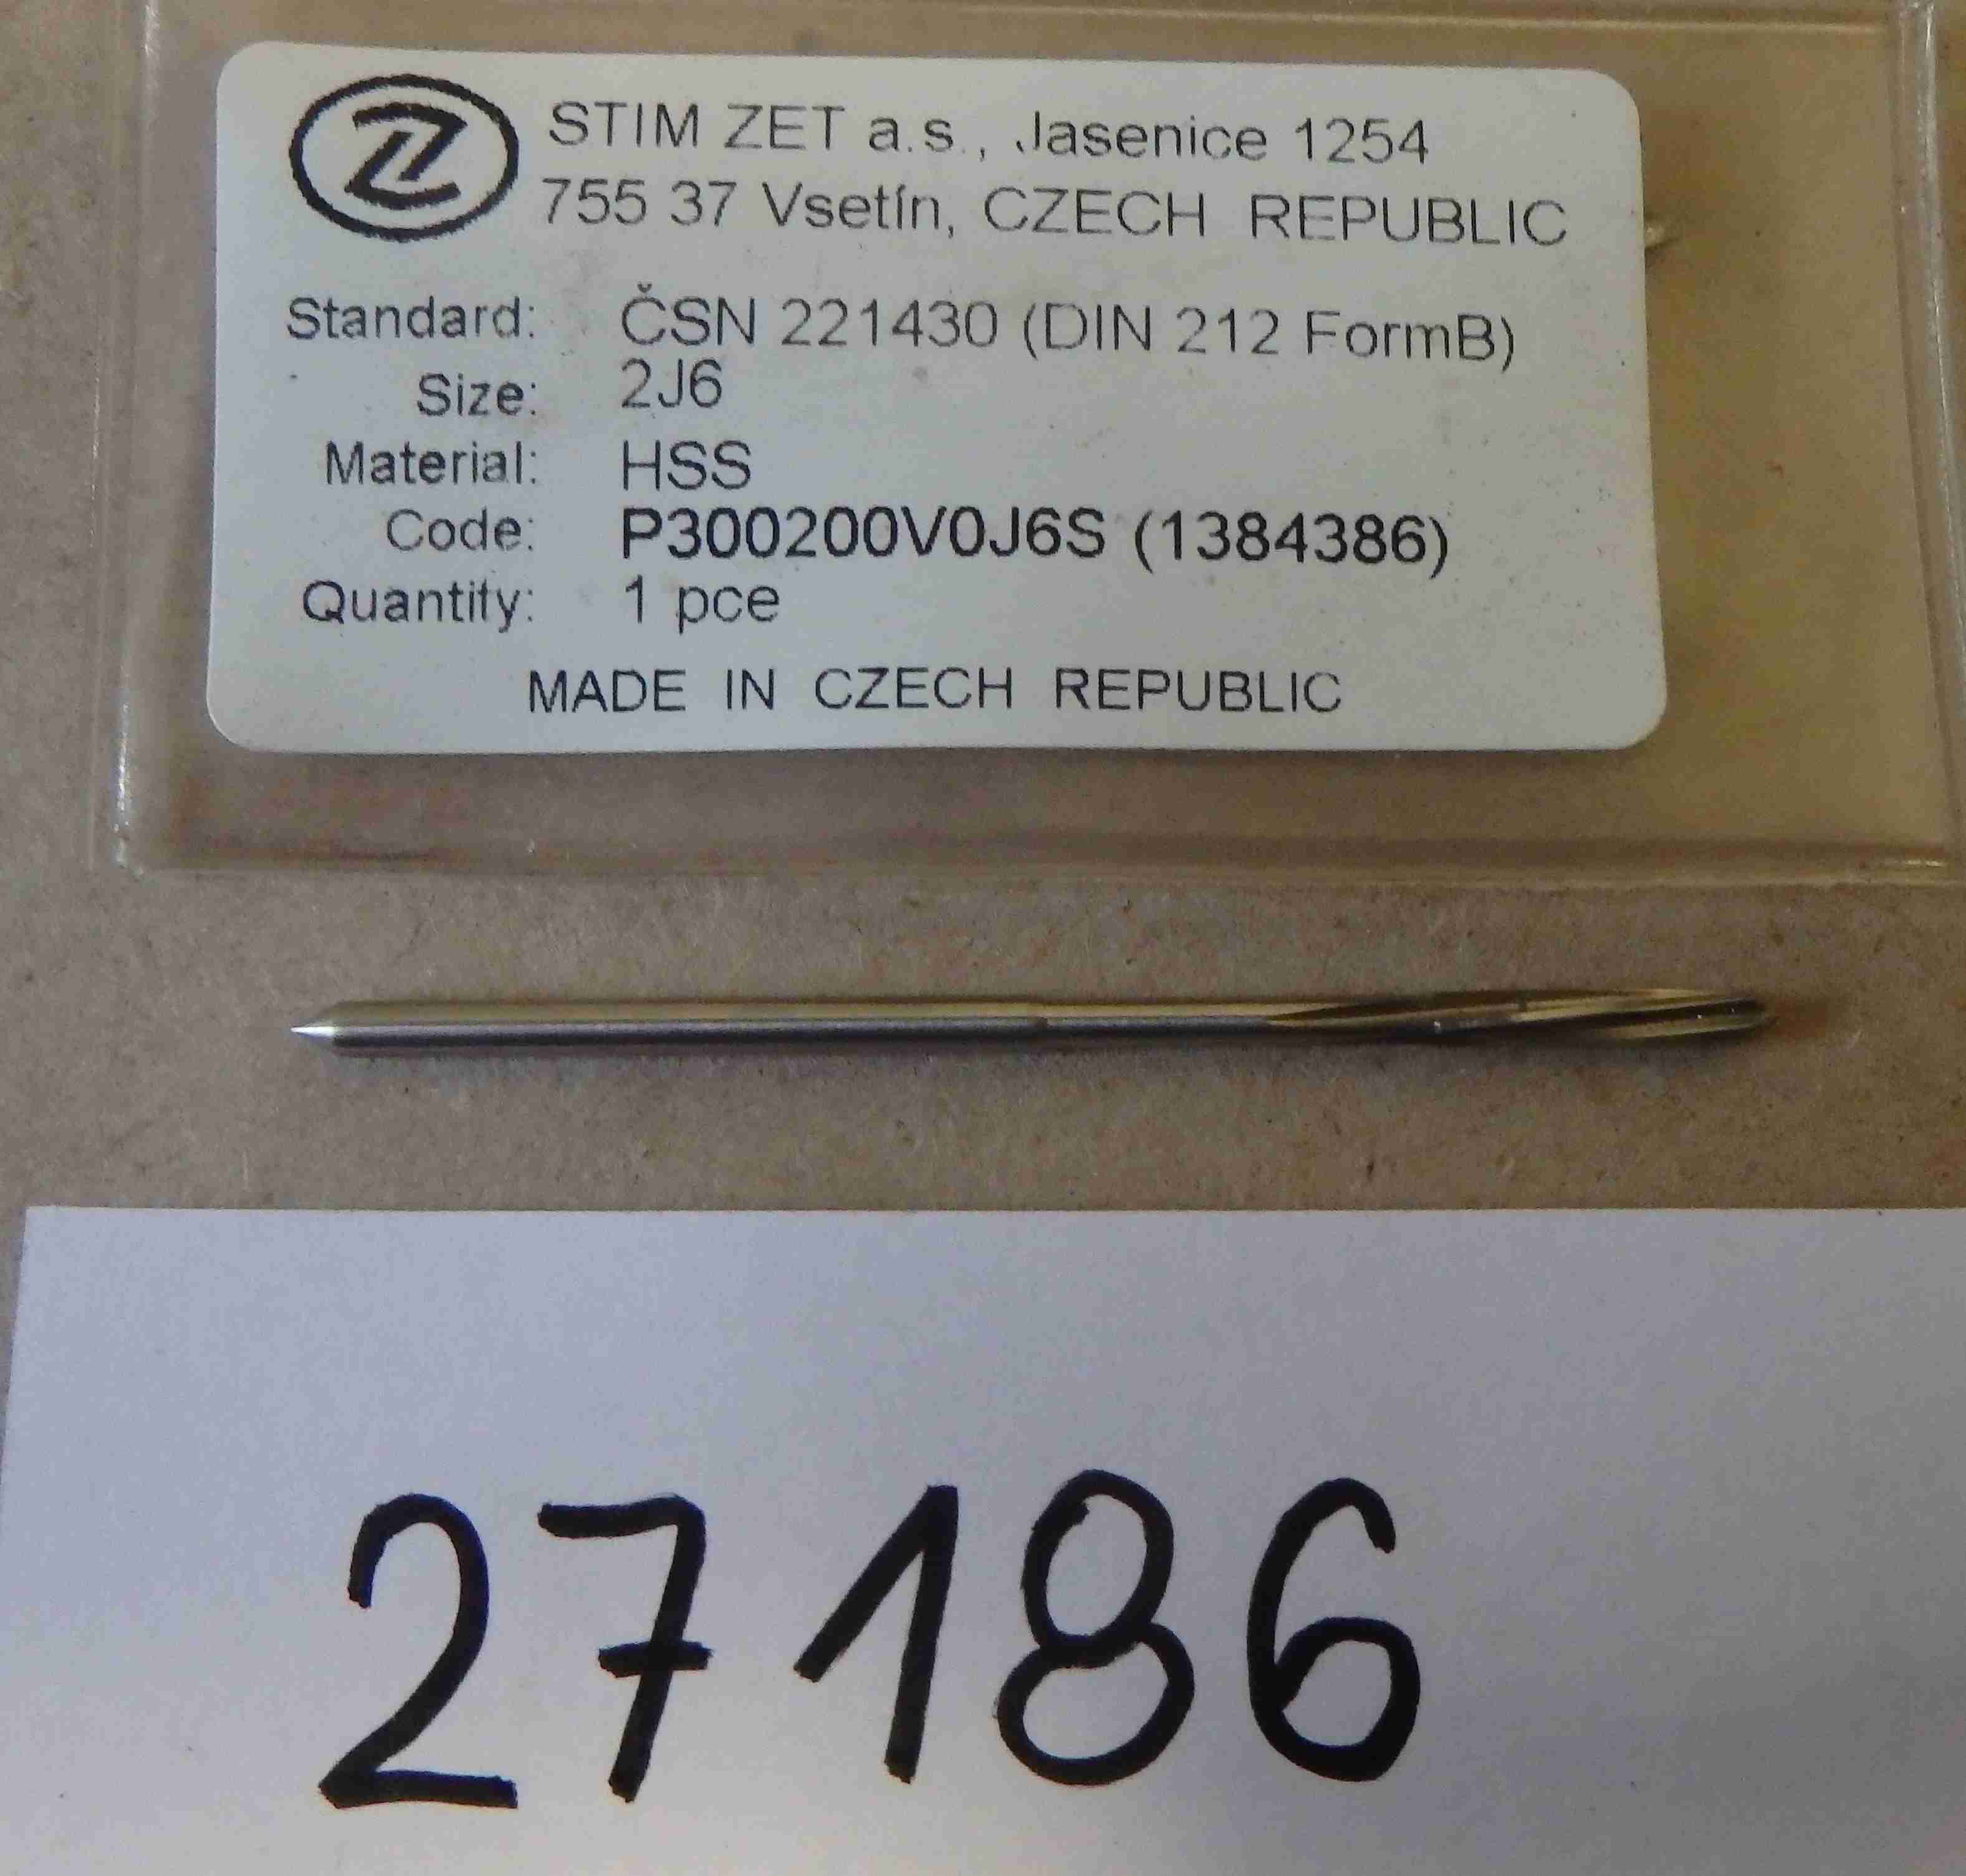 STIM ZET a.s., Jasenice 1254
755 37 Vsetín, CZECH REPUBLIC
Standard: ČSN 221430 (DIN 212 FormB)
Size: 2J6
Material: HSS
Code: P300200V0J6S (1384386)
Quantity: 1 pce
MADE IN CZECH REPUBLIC
27186